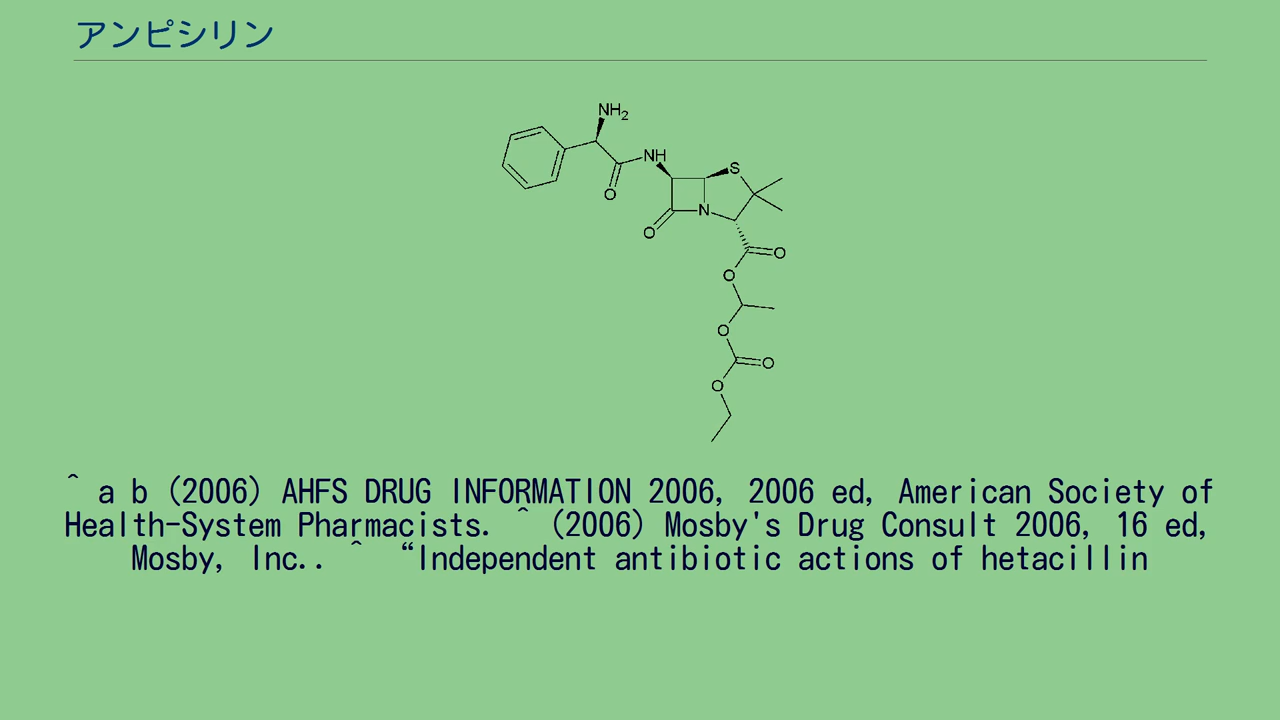 アンピシリン
NH2
NH
S
O
N
O
O
O
O
O
O
^ a b (2006) AHFS DRUG INFORMATION 2006, 2006 ed, American Society of
Health-System Pharmacists. ^ (2006) Mosby's Drug Consult 2006, 16 ed,
Mosby, Inc.. ^ “Independent antibiotic actions of hetacillin